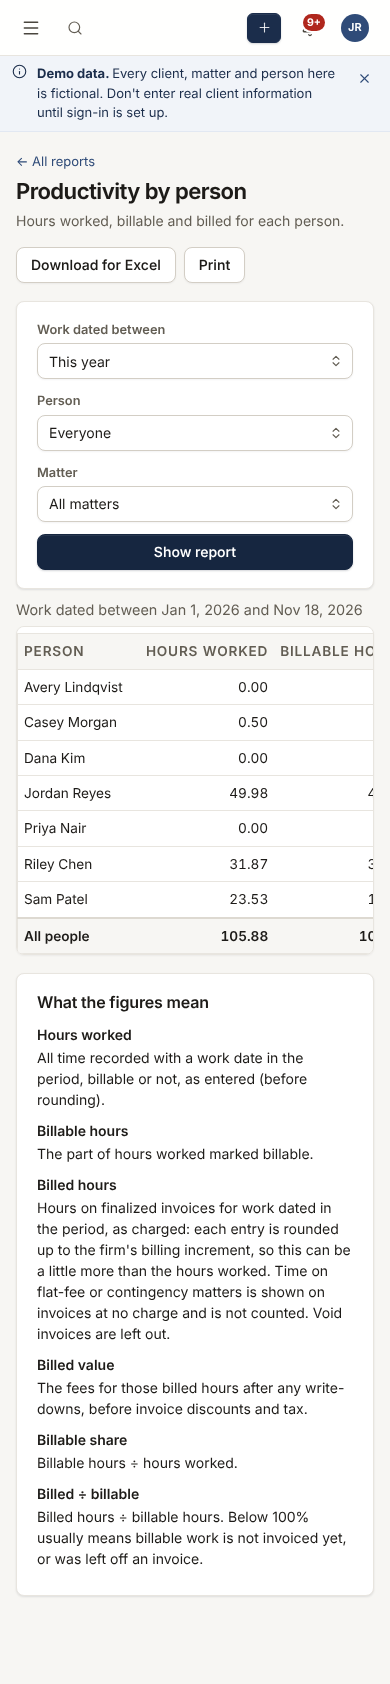 9+
JR
Demo data. Every client, matter and person here
is fictional. Don't enter real client information
until sign-in is set up.
← All reports
Productivity by person
Hours worked, billable and billed for each person.
Download for Excel
Print
Work dated between
This year
Person
Everyone
Matter
All matters
Show report
Work dated between Jan 1, 2026 and Nov 18, 2026
PERSON HOURS WORKED BILLABLE HO
Avery Lindqvist 0.00
Casey Morgan 0.50
Dana Kim 0.00
Jordan Reyes 49.98 4
Priya Nair 0.00
Riley Chen 31.87 3
Sam Patel 23.53 1
All people 105.88 10
What the figures mean
Hours worked
All time recorded with a work date in the
period, billable or not, as entered (before
rounding).
Billable hours
The part of hours worked marked billable.
Billed hours
Hours on finalized invoices for work dated in
the period, as charged: each entry is rounded
up to the firm's billing increment, so this can be
a little more than the hours worked. Time on
flat-fee or contingency matters is shown on
invoices at no charge and is not counted. Void
invoices are left out.
Billed value
The fees for those billed hours after any write-
downs, before invoice discounts and tax.
Billable share
Billable hours ÷ hours worked.
Billed ÷ billable
Billed hours ÷ billable hours. Below 100%
usually means billable work is not invoiced yet,
or was left off an invoice.